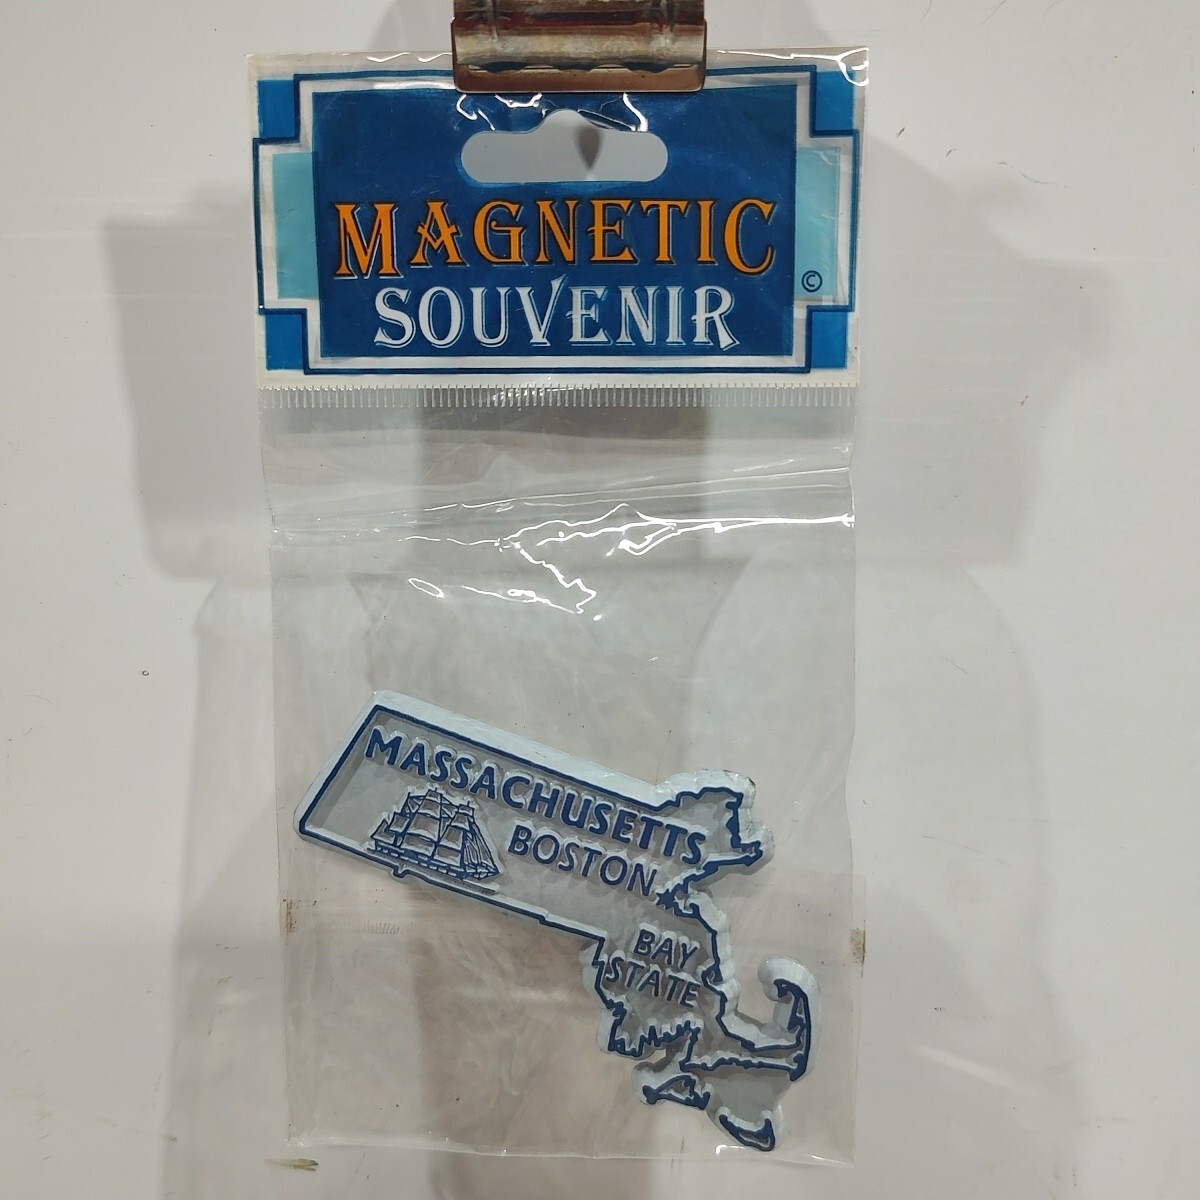 MAGNETIC
SOUVENIR
©
MASSACHUSETTS
BOSTON
BAY
STATE